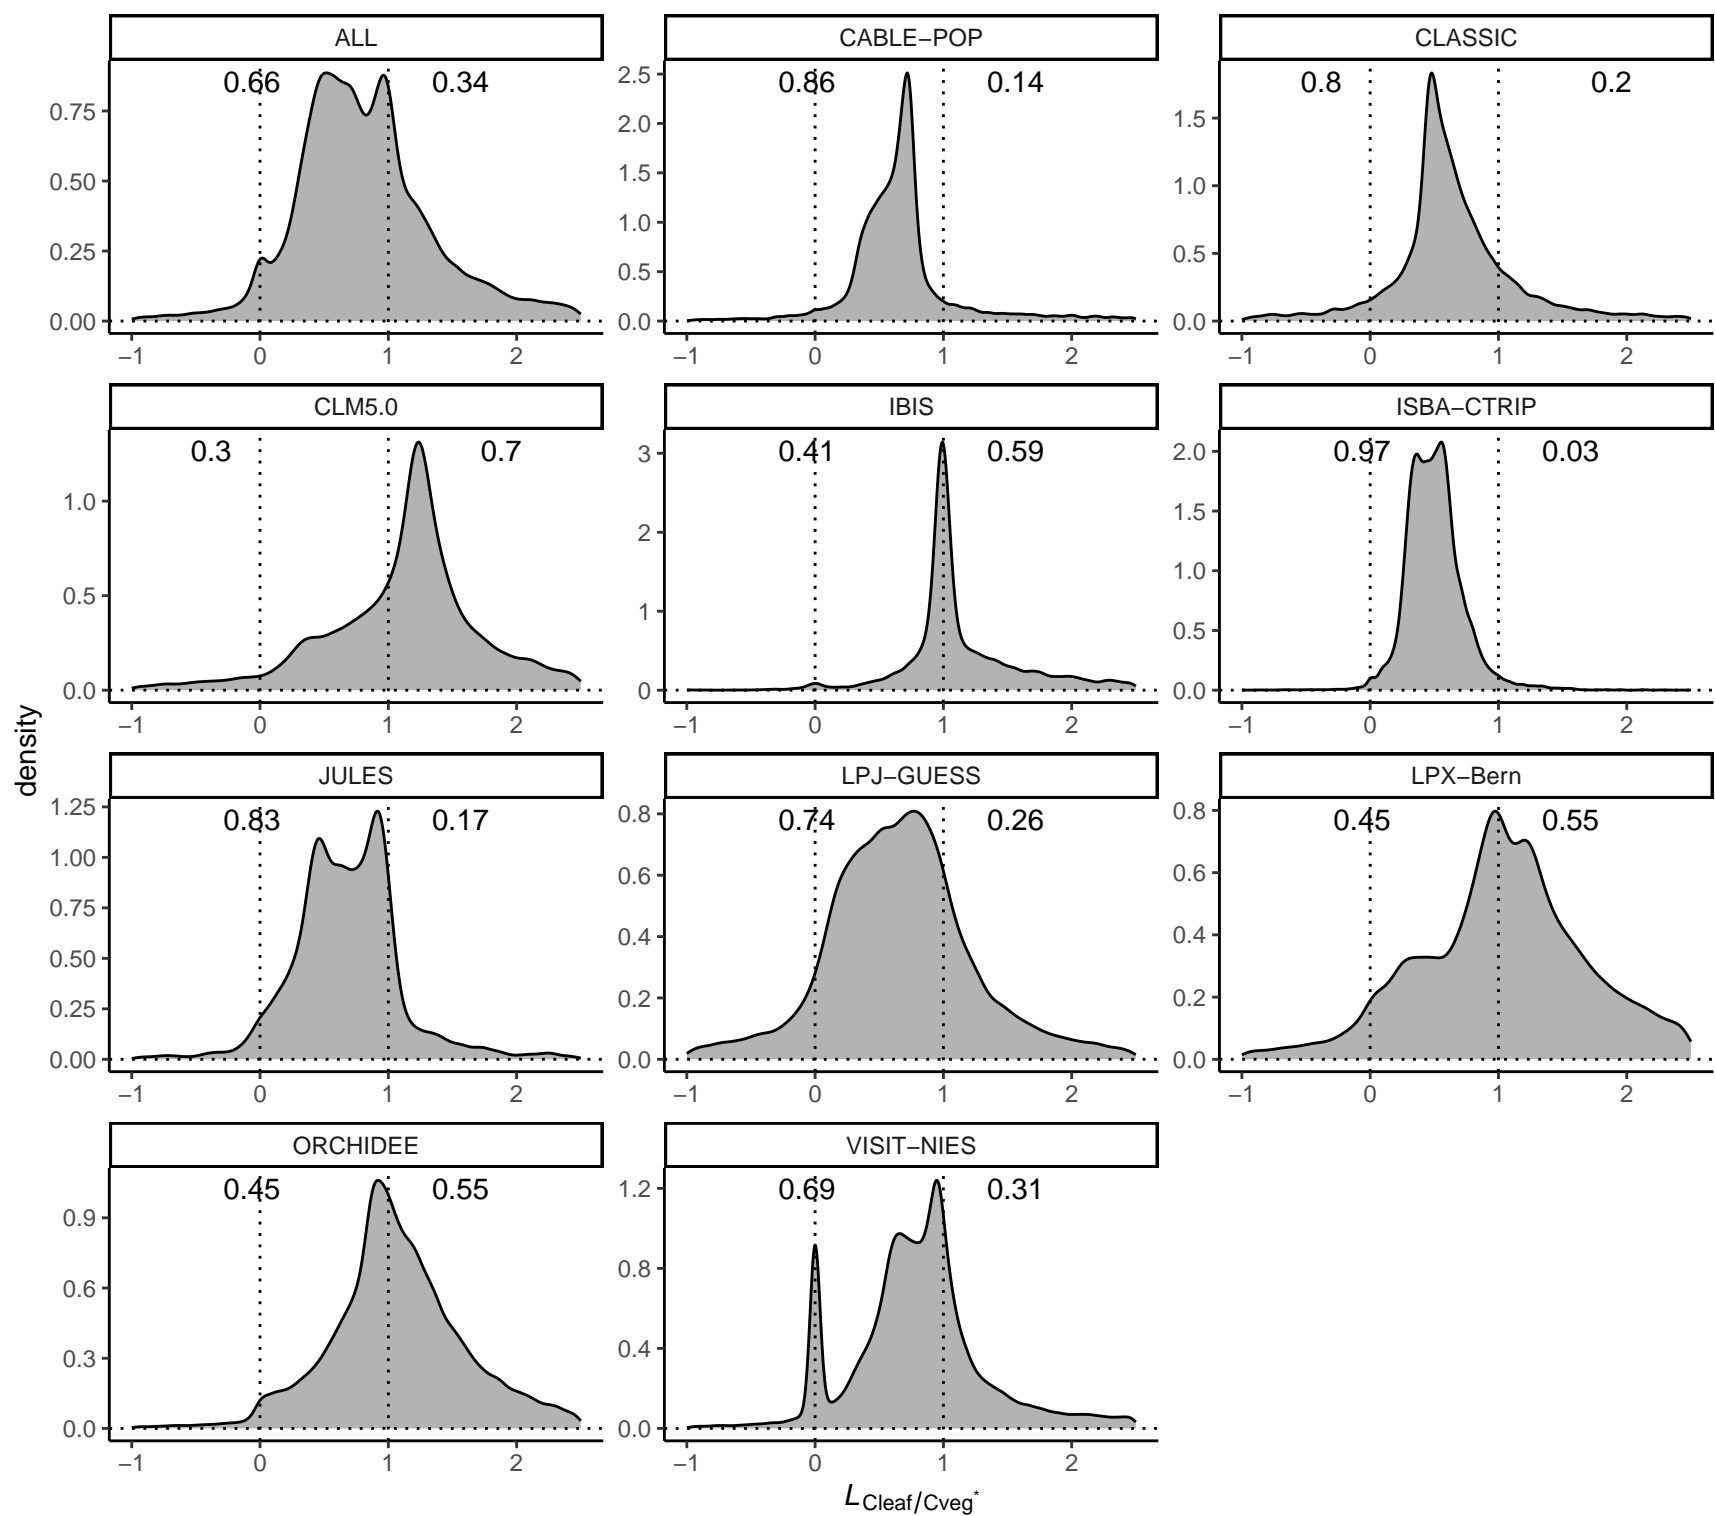 ALL
0.66 0.34
0.75
0.50
0.25
0.00
−1 0 1 2
CABLE−POP
0.86 0.14
2.5
2.0
1.5
1.0
0.5
0.0
−1 0 1 2
CLASSIC
0.8 0.2
1.5
1.0
0.5
0.0
−1 0 1 2
CLM5.0
0.3 0.7
1.0
0.5
0.0
−1 0 1 2
IBIS
0.41 0.59
3
2
1
0
−1 0 1 2
ISBA−CTRIP
0.97 0.03
2.0
1.5
1.0
0.5
0.0
−1 0 1 2
density
JULES
0.83 0.17
1.25
1.00
0.75
0.50
0.25
0.00
−1 0 1 2
LPJ−GUESS
0.74 0.26
0.8
0.6
0.4
0.2
0.0
−1 0 1 2
LPX−Bern
0.45 0.55
0.8
0.6
0.4
0.2
0.0
−1 0 1 2
ORCHIDEE
0.45 0.55
0.9
0.6
0.3
0.0
−1 0 1 2
VISIT−NIES
0.69 0.31
1.2
0.8
0.4
0.0
−1 0 1 2
L Cleaf/Cveg*